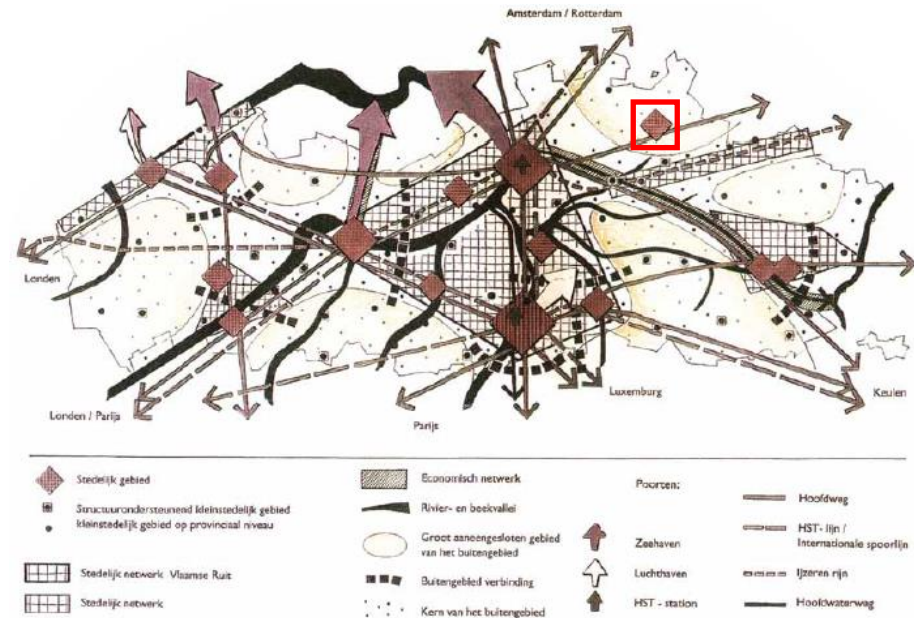 Amsterdam / Rotterdam
Londen
Londen / Parijs
Parijs
Luxemburg
Keulen
Stedelijk gebied
Structuurondersteunend kleinstedelijk gebied
kleinstedelijk gebied op provinciaal niveau
Stedelijk netwerk Vlaamse Ruit
Stedelijk netwerk
Economisch netwerk
Rivier- en beekvallei
Groot aaneengesloten gebied
van het buitengebied
Buitengebied verbinding
Kern van het buitengebied
Poorten:
Zeehaven
Luchthaven
HST - station
Hoofdweg
HST- lijn /
Internationale spoorlijn
Ijzeren rijn
Hoofdwaterweg